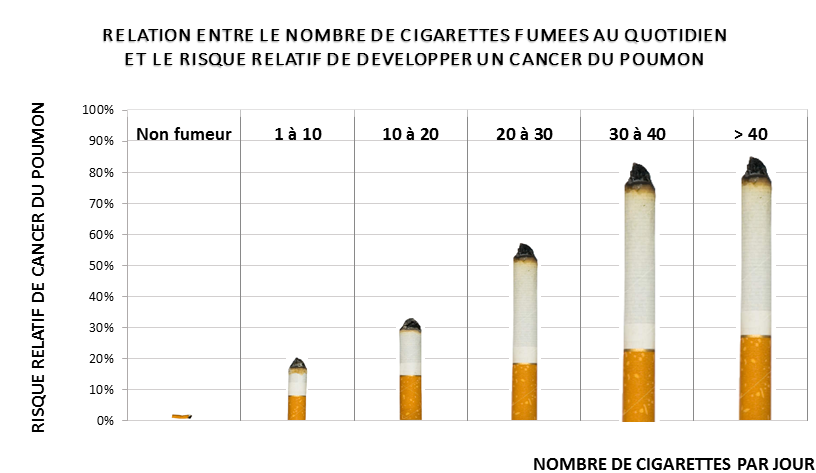 RELATION ENTRE LE NOMBRE DE CIGARETTES FUMEES AU QUOTIDIEN
ET LE RISQUE RELATIF DE DEVELOPPER UN CANCER DU POUMON
RISQUE RELATIF DE CANCER DU POUMON
100%
90%
80%
70%
60%
50%
40%
30%
20%
10%
0%
Non fumeur
1 à 10
10 à 20
20 à 30
30 à 40
> 40
NOMBRE DE CIGARETTES PAR JOUR